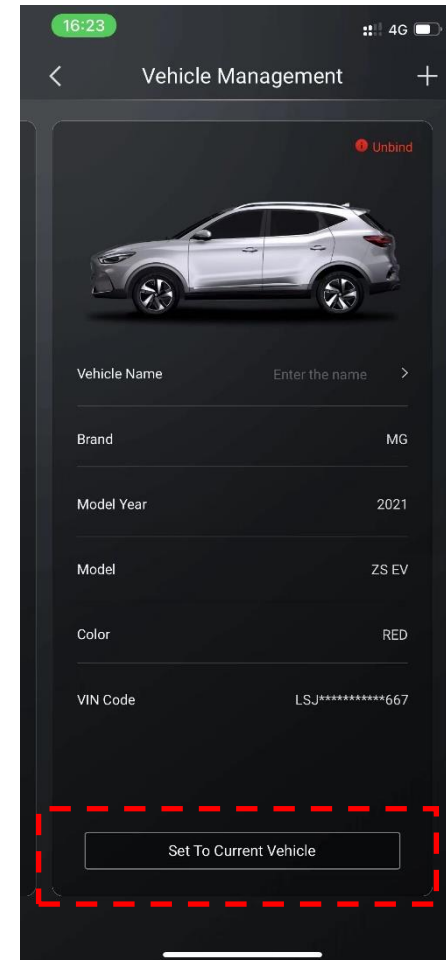 16:23 4G
Vehicle Management
Unbind
Vehicle Name Enter the name
Brand MG
Model Year 2021
Model ZS EV
Color RED
VIN Code LSJ***********667
Set To Current Vehicle